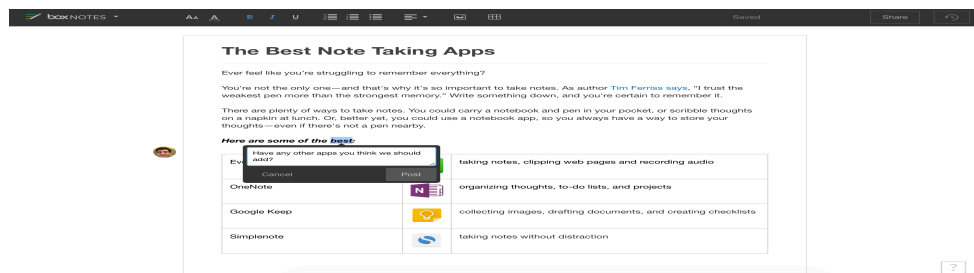 boxNOTES
AA A B I U Saved Share
The Best Note Taking Apps
Ever feel like you're struggling to remember everything?
You're not the only one—and that's why it's so important to take notes. As author Tim Ferriss says, "I trust the
weakest pen more than the strongest memory." Write something down, and you're certain to remember it.
There are plenty of ways to take notes. You could carry a notebook and pen in your pocket, or scribble thoughts
on a napkin at lunch. Or, better yet, you could use a notebook app, so you always have a way to store your
thoughts—even if there's not a pen nearby.
Here are some of the best:
Have any other apps you think we should
add?
Cancel Post
Ev taking notes, clipping web pages and recording audio
OneNote N organizing thoughts, to-do lists, and projects
Google Keep collecting images, drafting documents, and creating checklists
Simplenote taking notes without distraction
?